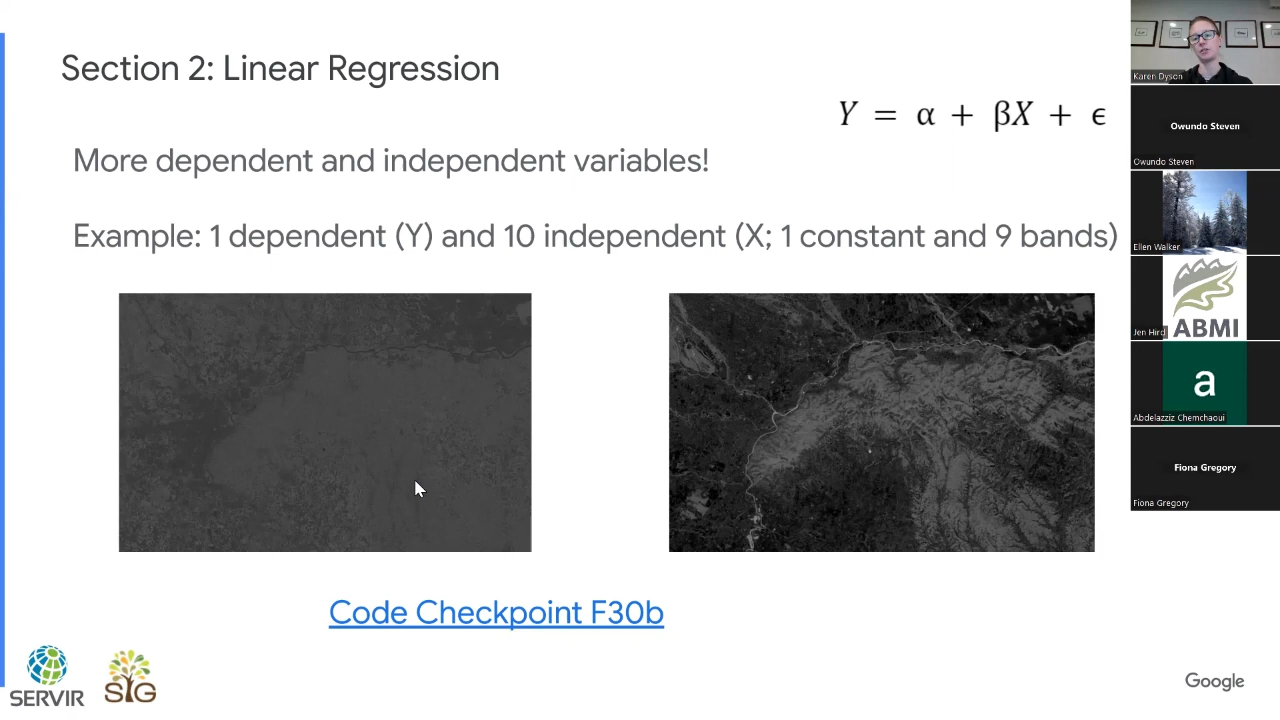 Section 2: Linear Regression
Y = α + βX + ϵ
More dependent and independent variables!
Example: 1 dependent (Y) and 10 independent (X; 1 constant and 9 bands)
Code Checkpoint F30b
SERVIR
SIG
Google
Karen Dyson
Owundo Steven
Owundo Steven
Ellen Walker
ABMI
Jen Hird
a
Abdelazziz Chemchaoui
Fiona Gregory
Fiona Gregory